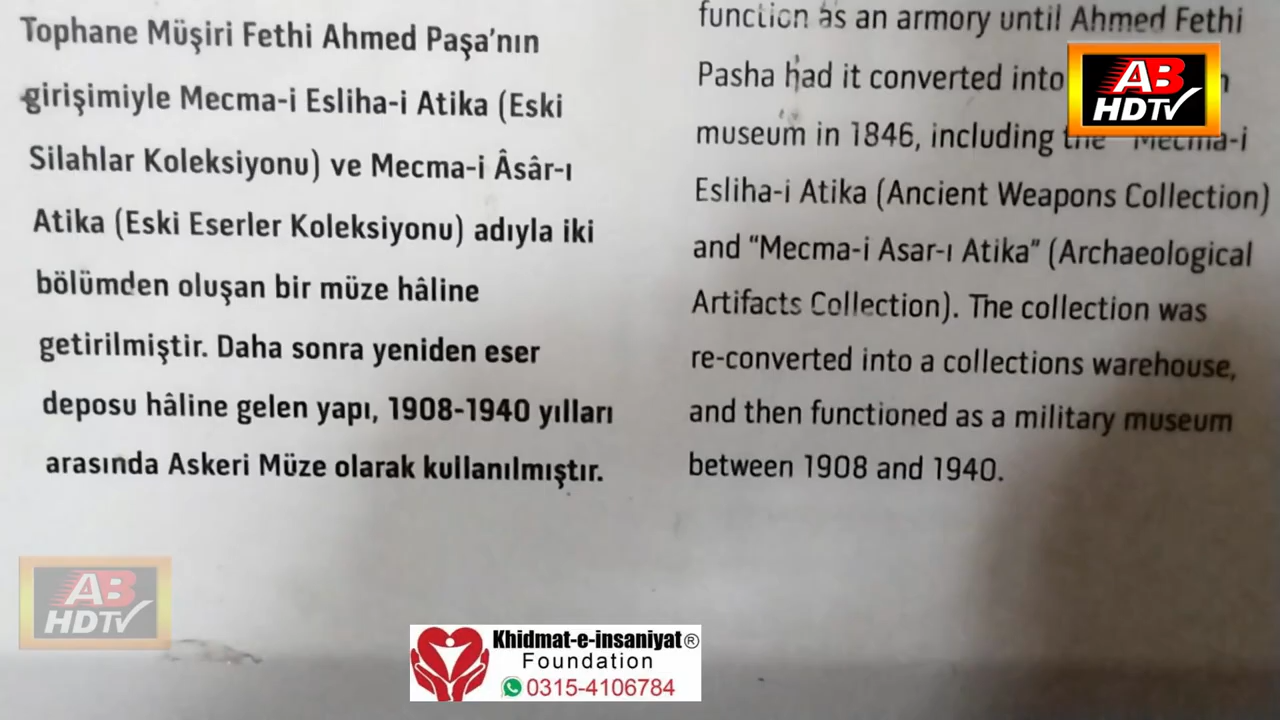 Tophane Müşiri Fethi Ahmed Paşa'nın
girişimiyle Mecma-i Esliha-i Atika (Eski
Silahlar Koleksiyonu) ve Mecma-i Âsâr-ı
Atika (Eski Eserler Koleksiyonu) adıyla iki
bölümden oluşan bir müze hâline
getirilmiştir. Daha sonra yeniden eser
deposu hâline gelen yapı, 1908-1940 yılları
arasında Askeri Müze olarak kullanılmıştır.
function as an armory until Ahmed Fethi
Pasha had it converted into
museum in 1846, including the "Mecma-i
Esliha-i Atika (Ancient Weapons Collection)
and "Mecma-i Asar-ı Atika" (Archaeological
Artifacts Collection). The collection was
re-converted into a collections warehouse,
and then functioned as a military museum
between 1908 and 1940.
AB
HDTV
AB
HDTV
Khidmat-e-insaniyat®
Foundation
0315-4106784